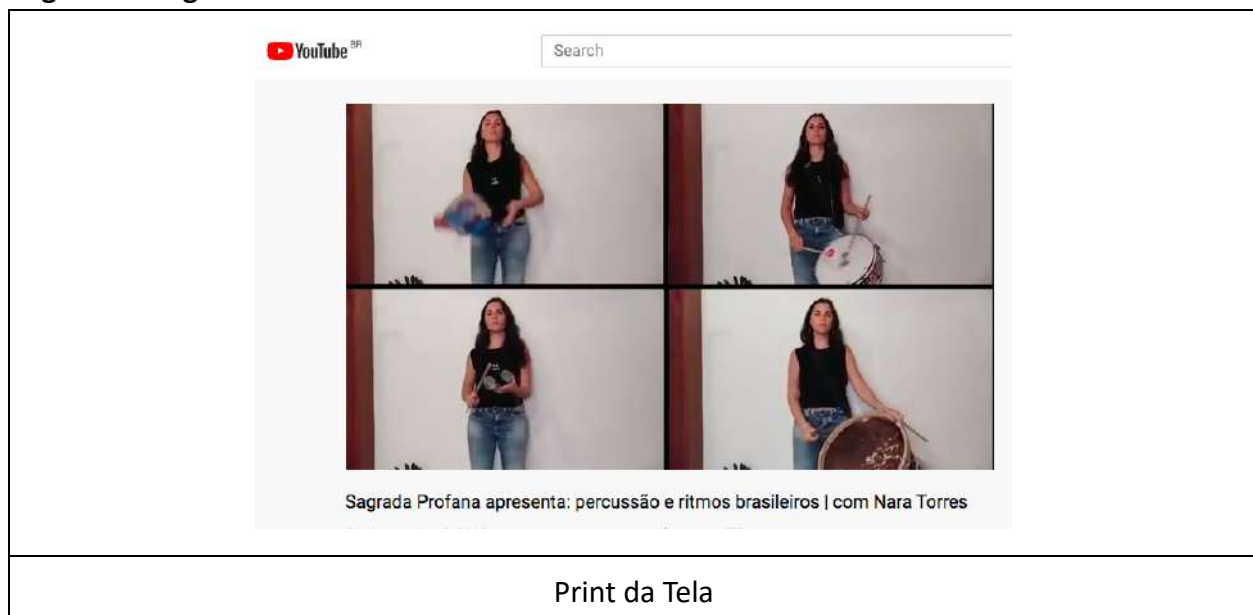 YouTube BR
Search
Sagrada Profana apresenta: percussão e ritmos brasileiros | com Nara Torres
Print da Tela